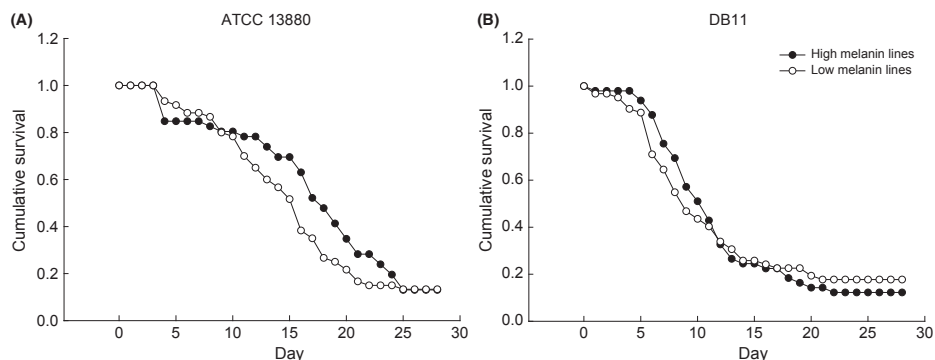 (A) ATCC 13880
1.2
1.0
0.8
0.6
0.4
0.2
0.0
Cumulative survival
0 5 10 15 20 25 30
Day
(B) DB11
High melanin lines
Low melanin lines
1.2
1.0
0.8
0.6
0.4
0.2
0.0
Cumulative survival
0 5 10 15 20 25 30
Day